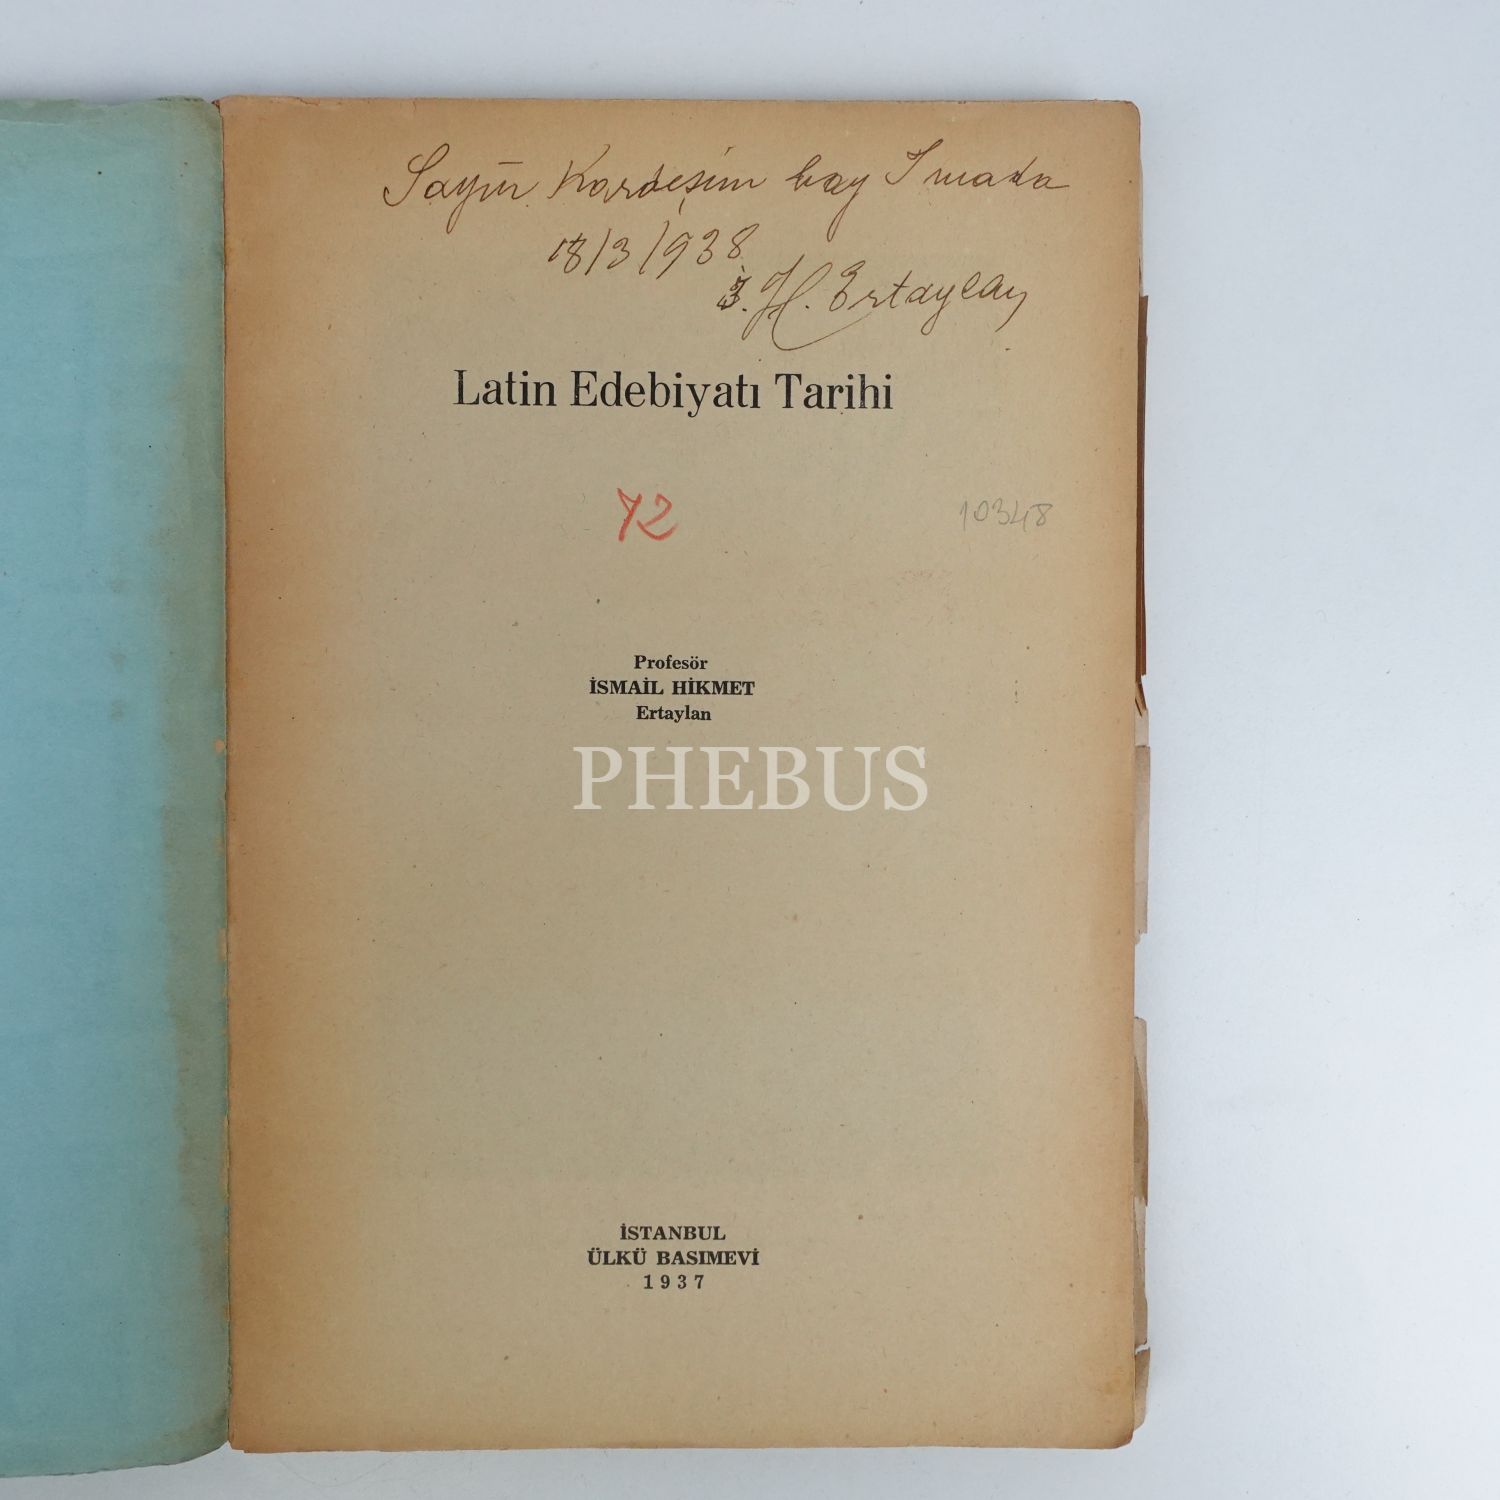 Sayın Kardeşim bay
18/3/938
İ. H. Ertaylan
Latin Edebiyatı Tarihi
72
10348
Profesör
İSMAİL HİKMET
Ertaylan
PHEBUS
İSTANBUL
ÜLKÜ BASIMEVİ
1937